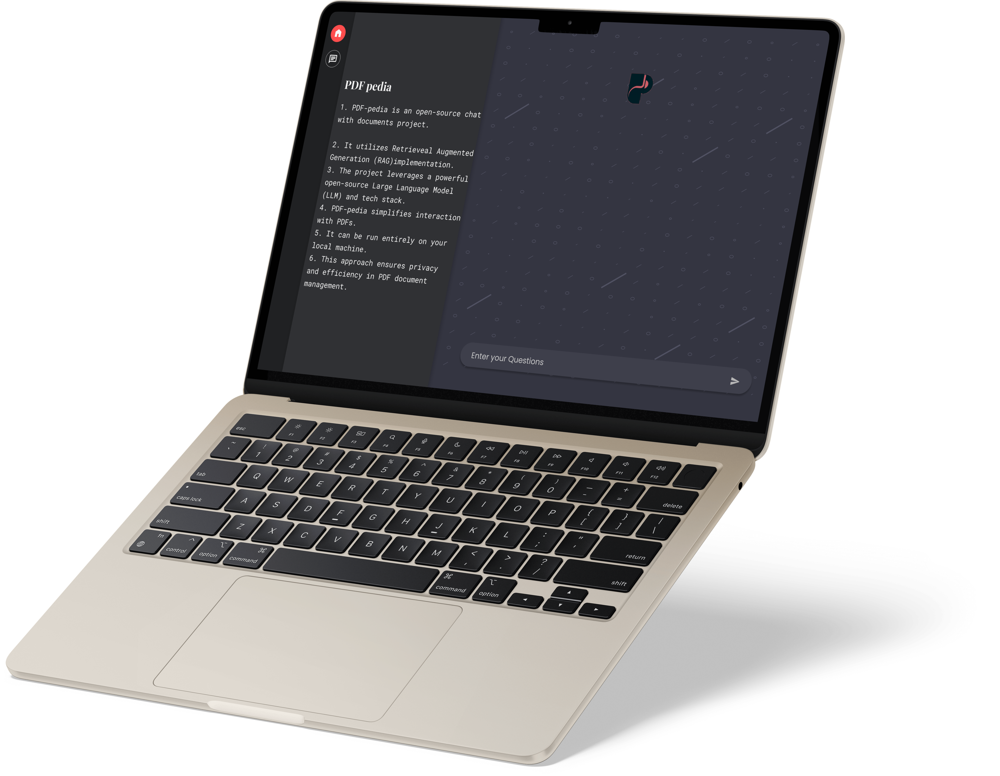 PDF pedia
1. PDF-pedia is an open-source chat
with documents project.
2. It utilizes Retrieveal Augmented
Generation (RAG)implementation.
3. The project leverages a powerful
open-source Large Language Model
(LLM) and tech stack.
4. PDF-pedia simplifies interaction
with PDFs.
5. It can be run entirely on your
local machine.
6. This approach ensures privacy
and efficiency in PDF document
management.
Enter your Questions
esc F1 F2 F3 F4 F5 F6 F7 F8 F9 F10 F11 F12
~ ! @ # $ % ^ & * ( ) — +
` 1 2 3 4 5 6 7 8 9 0 - = delete
tab Q W E R T Y U I O P { [ } ] | \
caps lock A S D F G H J K L : ; " ' return
shift Z X C V B N M < , > . ? / shift
fn control ^ option ⌥ command ⌘ ⌘ command ⌥ option